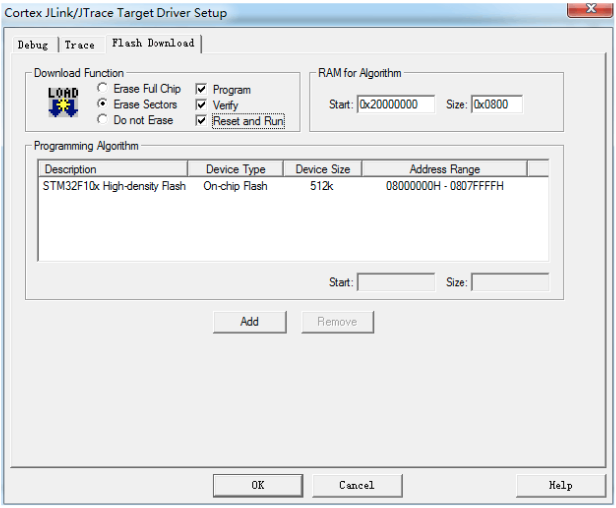 Cortex JLink/JTrace Target Driver Setup
Debug Trace Flash Download
Download Function
LOAD
Erase Full Chip
Erase Sectors
Do not Erase
Program
Verify
Reset and Run
RAM for Algorithm
Start: 0x20000000 Size: 0x0800
Programming Algorithm
Description Device Type Device Size Address Range
STM32F10x High-density Flash On-chip Flash 512k 08000000H - 0807FFFFH
Start: Size:
Add Remove
OK Cancel Help